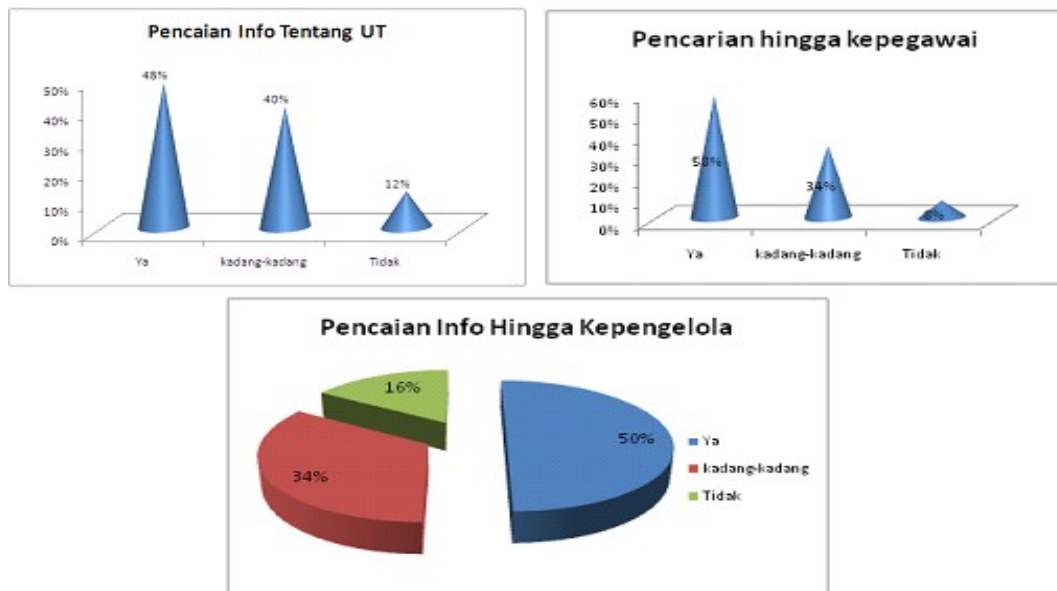 Pencaian Info Tentang UT
48%
40%
12%
50%
40%
30%
20%
10%
0%
Ya kadang-kadang Tidak
Pencarian hingga kepegawai
60%
50%
40%
30%
20%
10%
0%
58%
34%
8%
Ya kadang-kadang Tidak
Pencaian Info Hingga Kepengelola
16%
50%
34%
Ya
kadang-kadang
Tidak